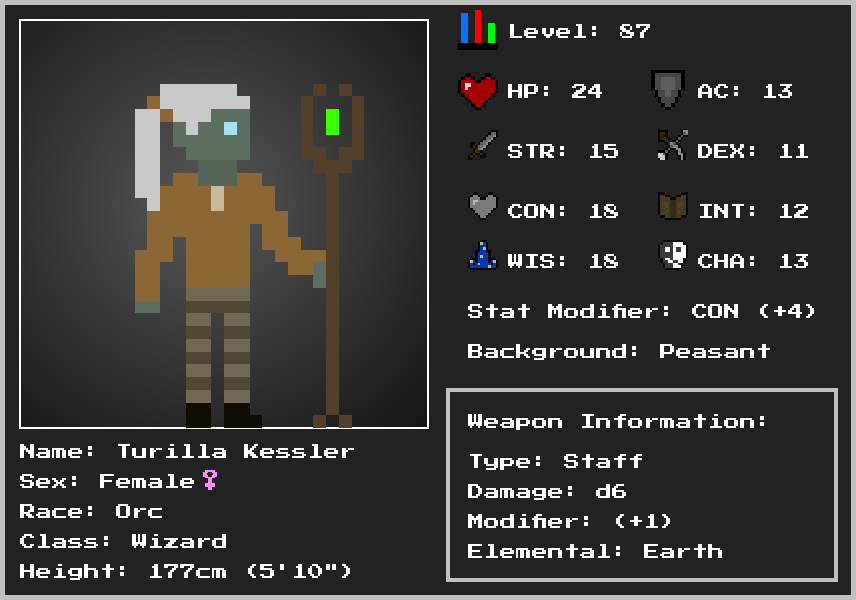 Level: 87
HP: 24 AC: 13
STR: 15 DEX: 11
CON: 18 INT: 12
WIS: 18 CHA: 13
Stat Modifier: CON (+4)
Background: Peasant
Weapon Information:
Type: Staff
Damage: d6
Modifier: (+1)
Elemental: Earth
Name: Turilla Kessler
Sex: Female♀
Race: Orc
Class: Wizard
Height: 177cm (5'10")